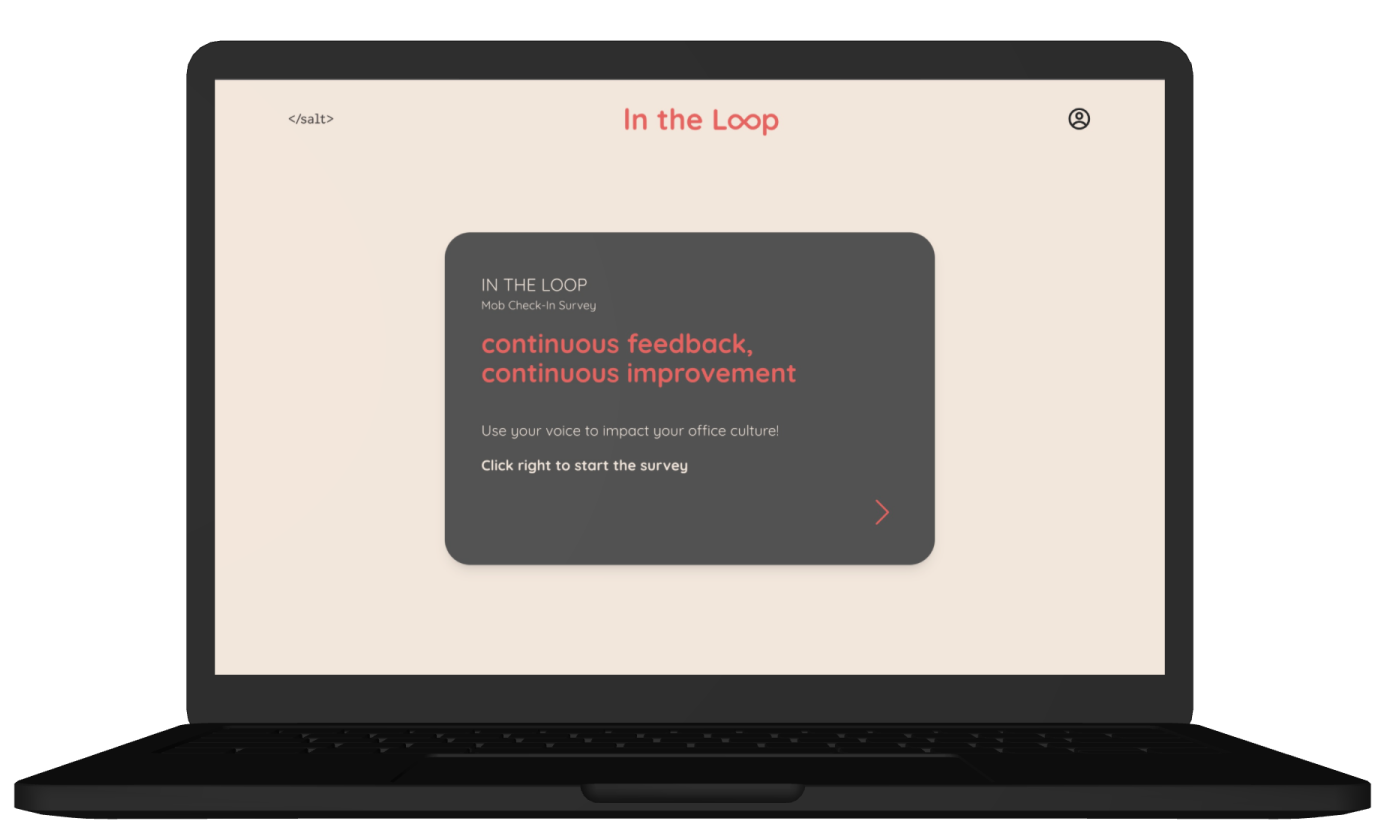 </salt>
In the Loop
IN THE LOOP
Mob Check-In Survey
continuous feedback,
continuous improvement
Use your voice to impact your office culture!
Click right to start the survey